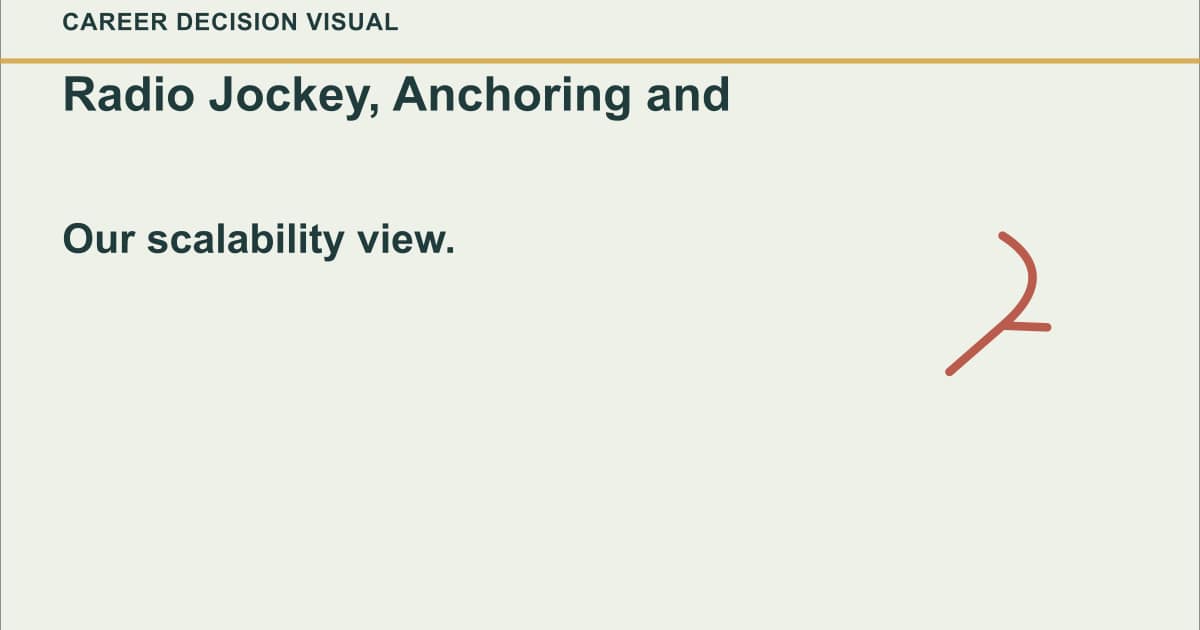 CAREER DECISION VISUAL
Radio Jockey, Anchoring and
Our scalability view.